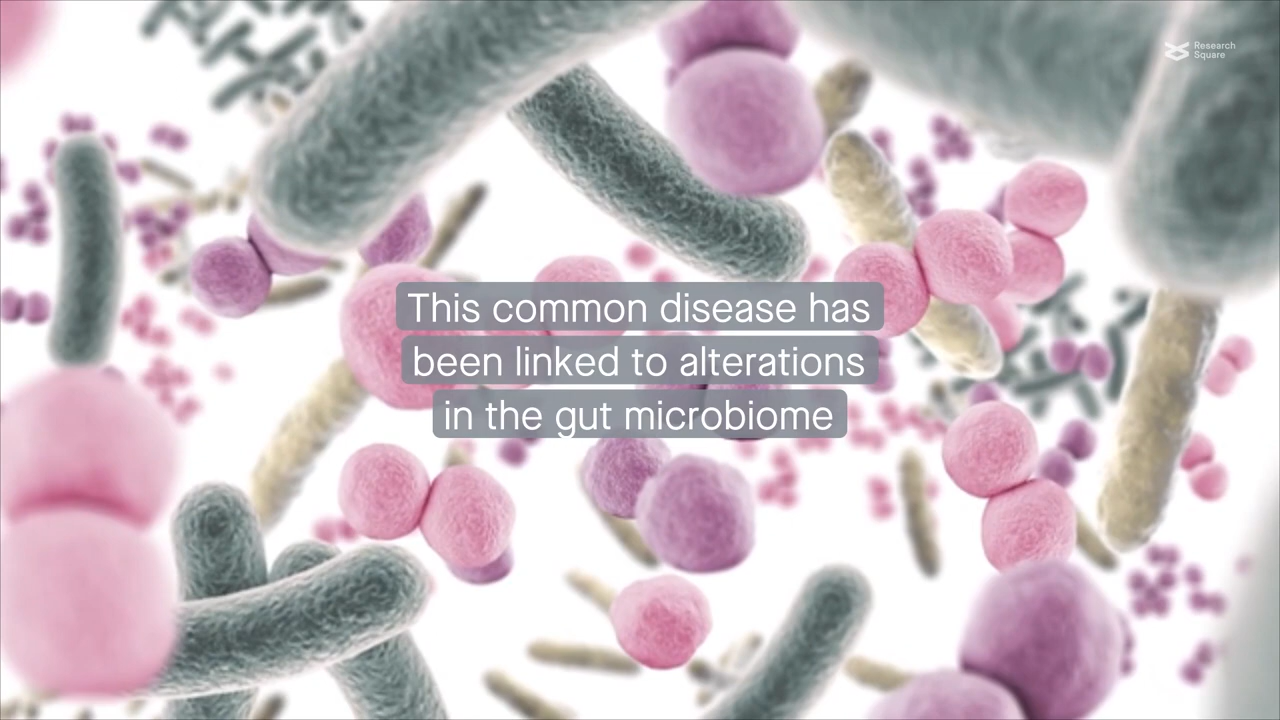 Research
Square
This common disease has
been linked to alterations
in the gut microbiome